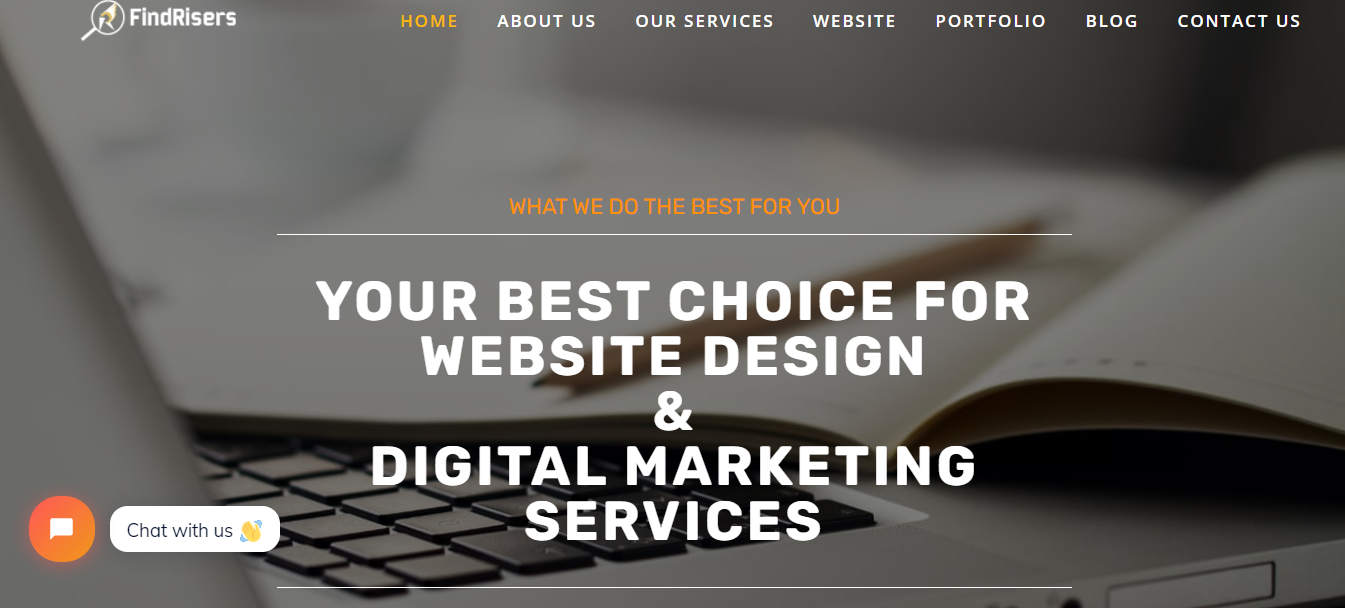 FindRisers
HOME ABOUT US OUR SERVICES WEBSITE PORTFOLIO BLOG CONTACT US
WHAT WE DO THE BEST FOR YOU
YOUR BEST CHOICE FOR
WEBSITE DESIGN
&
DIGITAL MARKETING
SERVICES
Chat with us 👋